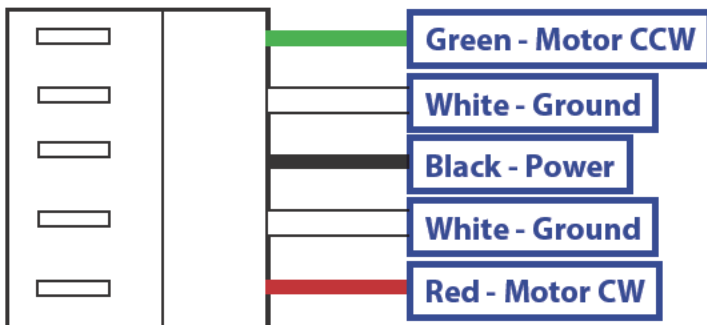 Green - Motor CCW
White - Ground
Black - Power
White - Ground
Red - Motor CW